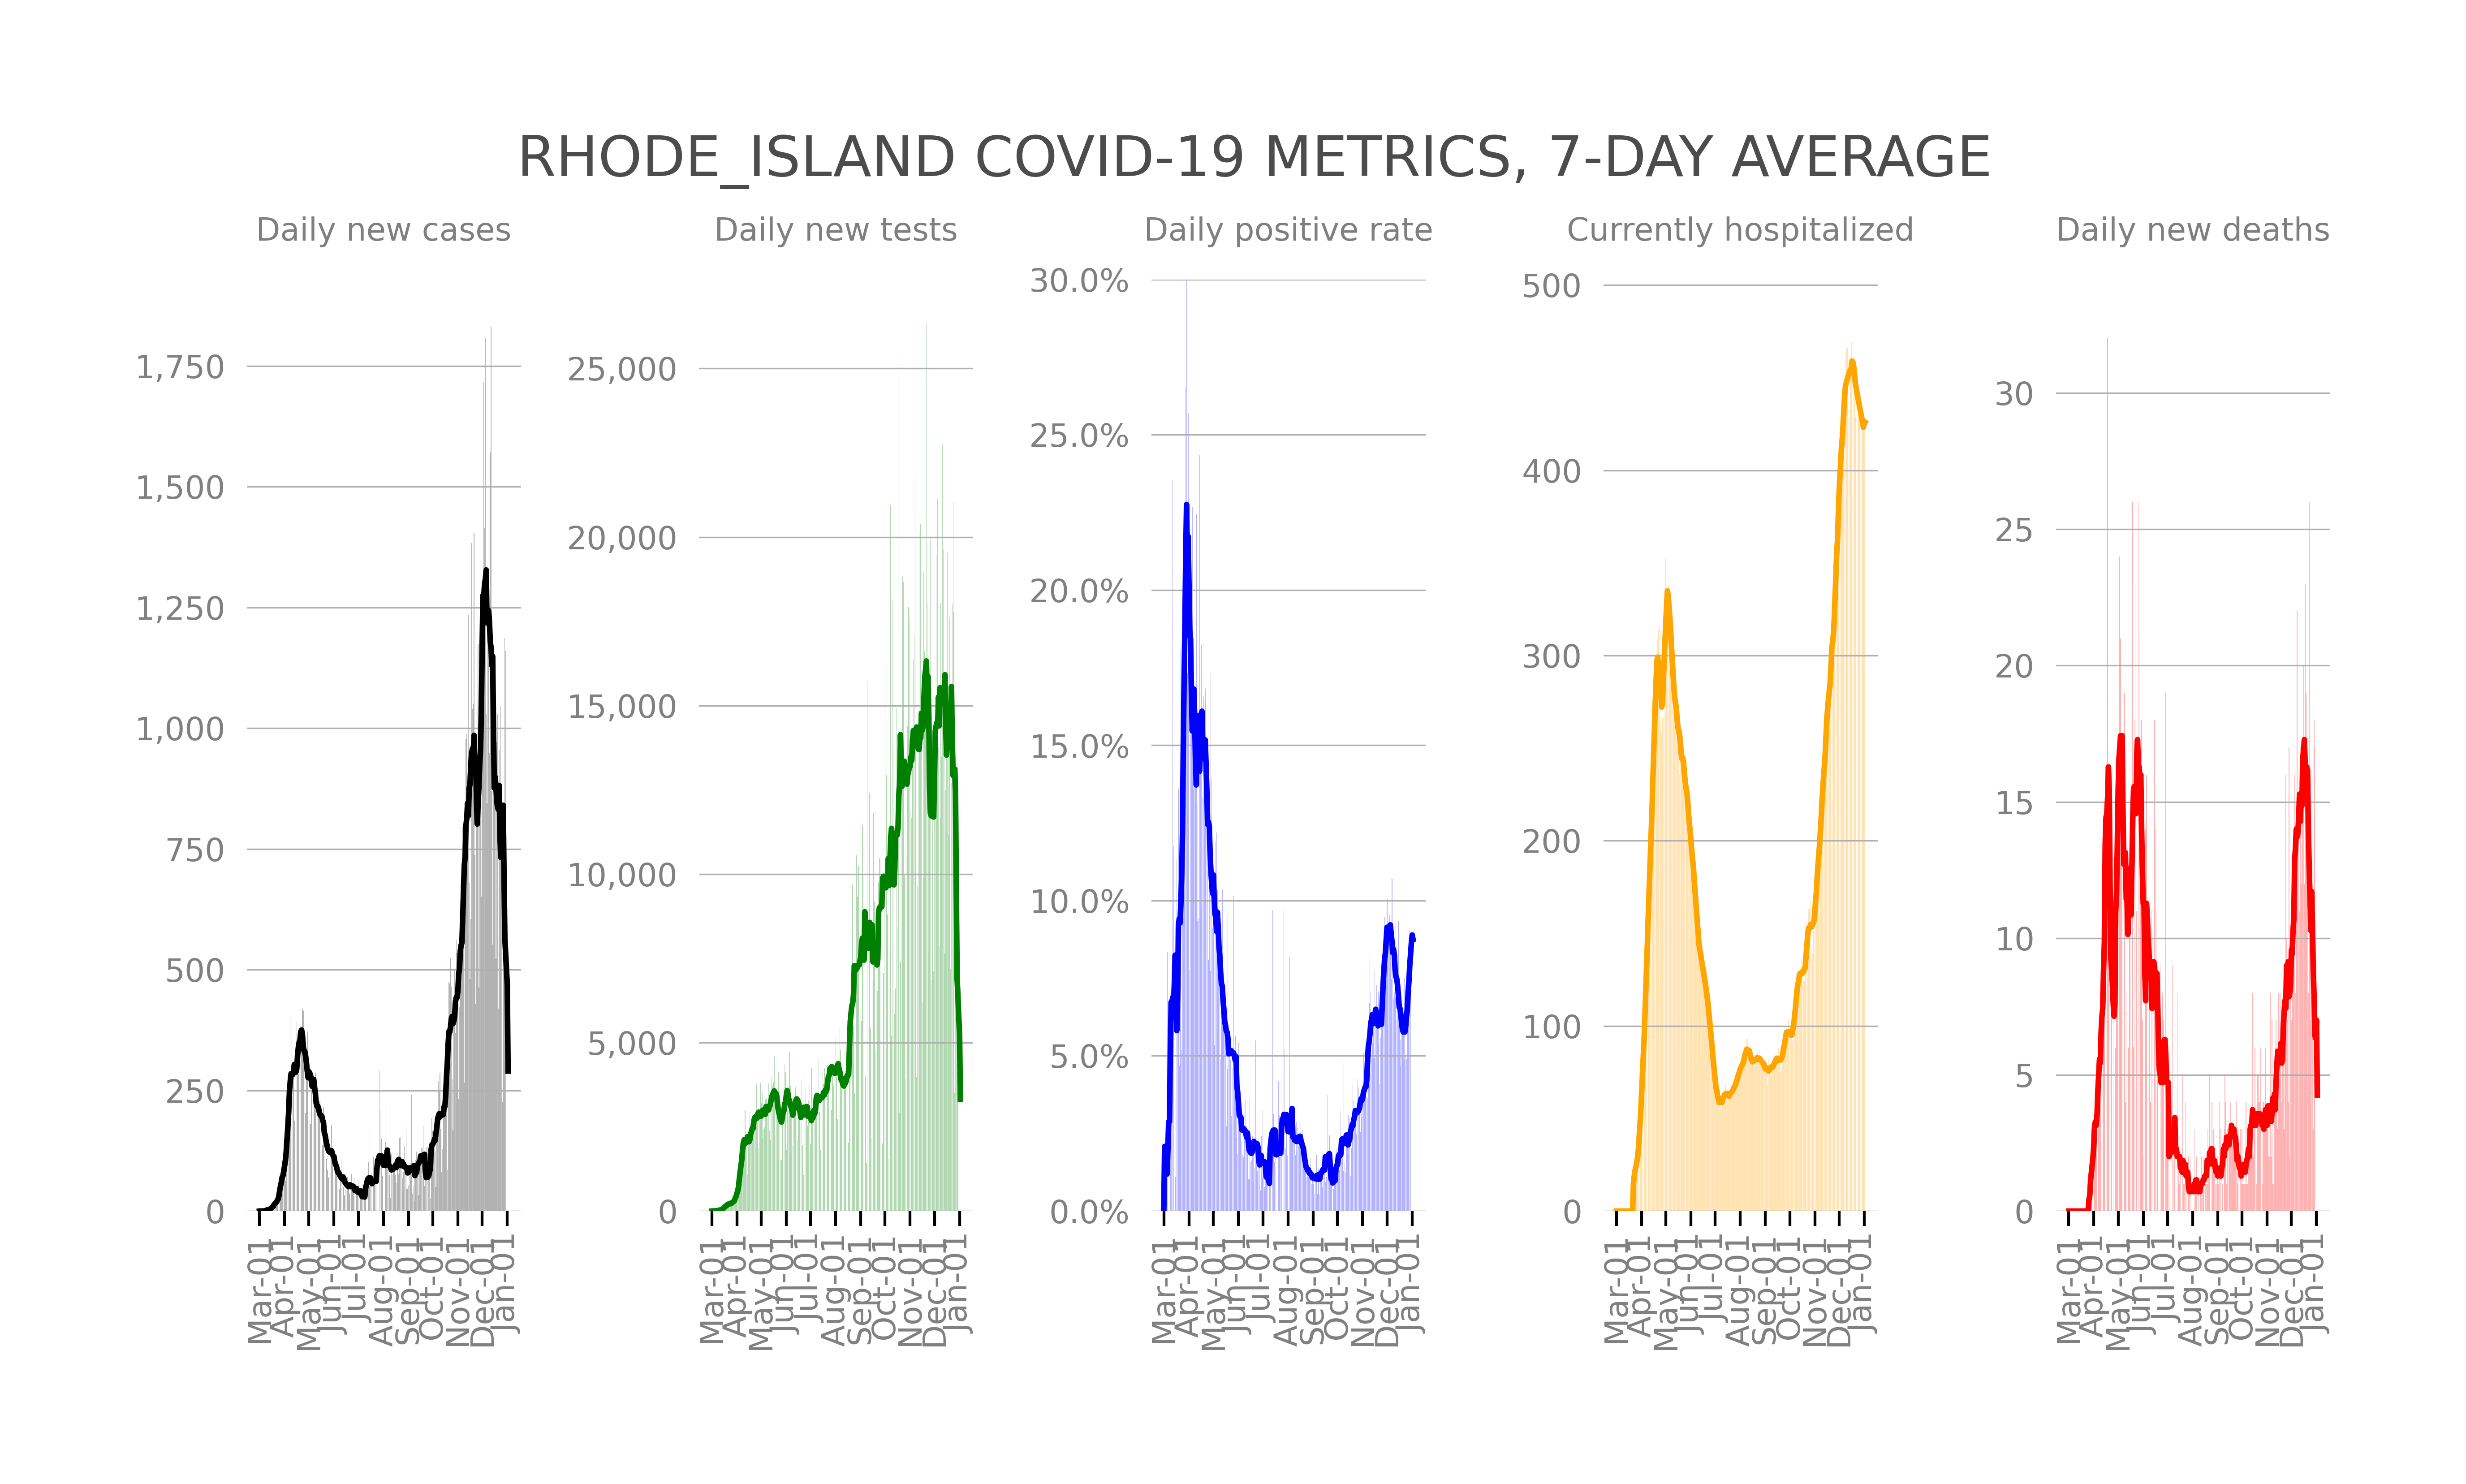 RHODE_ISLAND COVID-19 METRICS, 7-DAY AVERAGE
Daily new cases
1,750
1,500
1,250
1,000
750
500
250
0
Mar-01
Apr-01
May-01
Jun-01
Jul-01
Aug-01
Sep-01
Oct-01
Nov-01
Dec-01
Jan-01
Daily new tests
25,000
20,000
15,000
10,000
5,000
0
Mar-01
Apr-01
May-01
Jun-01
Jul-01
Aug-01
Sep-01
Oct-01
Nov-01
Dec-01
Jan-01
Daily positive rate
30.0%
25.0%
20.0%
15.0%
10.0%
5.0%
0.0%
Mar-01
Apr-01
May-01
Jun-01
Jul-01
Aug-01
Sep-01
Oct-01
Nov-01
Dec-01
Jan-01
Currently hospitalized
500
400
300
200
100
0
Mar-01
Apr-01
May-01
Jun-01
Jul-01
Aug-01
Sep-01
Oct-01
Nov-01
Dec-01
Jan-01
Daily new deaths
30
25
20
15
10
5
0
Mar-01
Apr-01
May-01
Jun-01
Jul-01
Aug-01
Sep-01
Oct-01
Nov-01
Dec-01
Jan-01